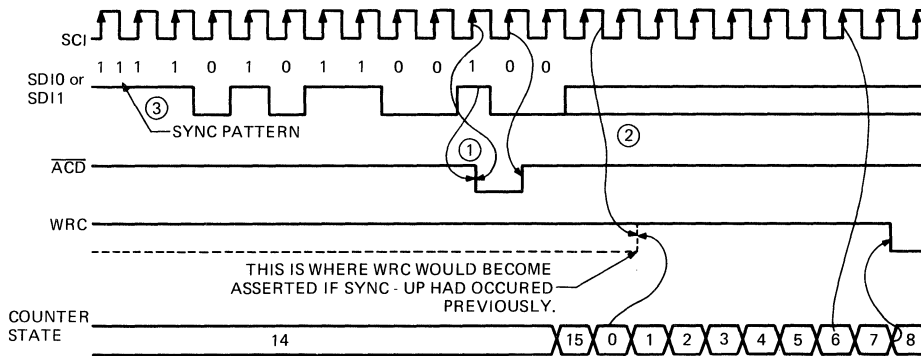 SCI
1 1 1 1 0 1 0 1 1 0 0 1 0 0
SDI0 or
SDI1
③
SYNC PATTERN
①
②
ACD
WRC
THIS IS WHERE WRC WOULD BECOME
ASSERTED IF SYNC - UP HAD OCCURED
PREVIOUSLY.
COUNTER
STATE
14 15 0 1 2 3 4 5 6 7 8